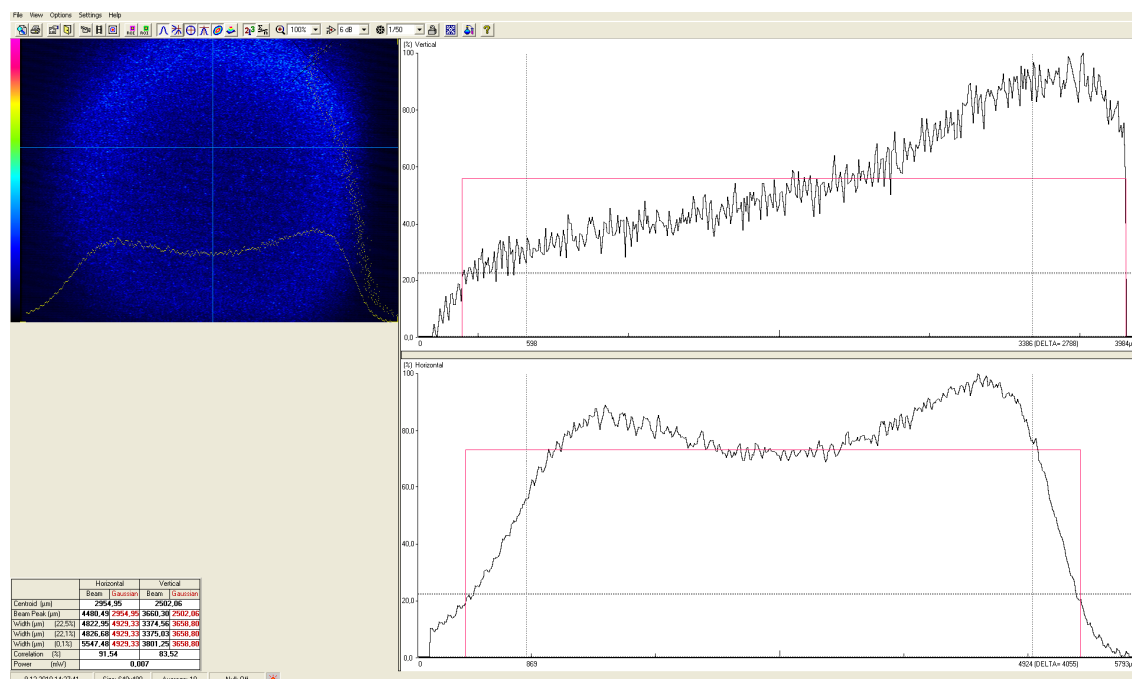 File View Options Settings Help
100% 6 dB 1/50
(%) Vertical
100
80,0
60,0
40,0
20,0
0,0
0 598 3386 (DELTA= 2788) 3984µ
(%) Horizontal
100
80,0
60,0
40,0
20,0
0,0
0 869 4924 (DELTA= 4055) 5793µ
Horizontal Vertical
Beam Gaussian Beam Gaussian
Centroid (µm) 2954,95 2502,06
Beam Peak (µm) 4480,49 2954,95 3660,30 2502,06
Width (µm) (22,5%) 4822,95 4929,33 3374,56 3658,80
Width (µm) (22,1%) 4826,68 4929,33 3375,03 3658,80
Width (µm) (0,1%) 5547,48 4929,33 3801,25 3658,80
Correlation (%) 91,54 83,52
Power (mW) 0,007